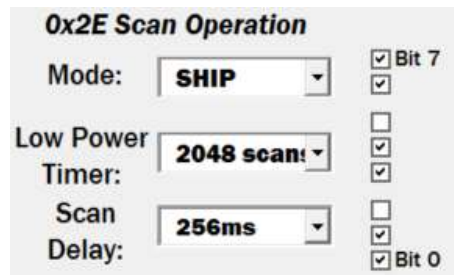 0x2E Scan Operation
Mode: SHIP Bit 7
Low Power
Timer: 2048 scans
Scan
Delay: 256ms
Bit 0